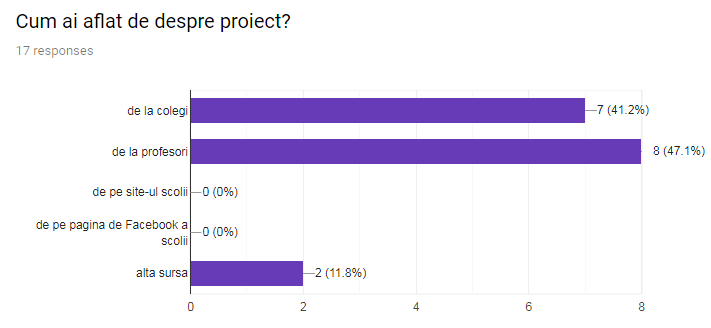 Cum ai aflat de despre proiect?
17 responses
de la colegi
7 (41.2%)
de la profesori
8 (47.1%)
de pe site-ul scolii
0 (0%)
de pe pagina de Facebook a
scolii
0 (0%)
alta sursa
2 (11.8%)
0 2 4 6 8